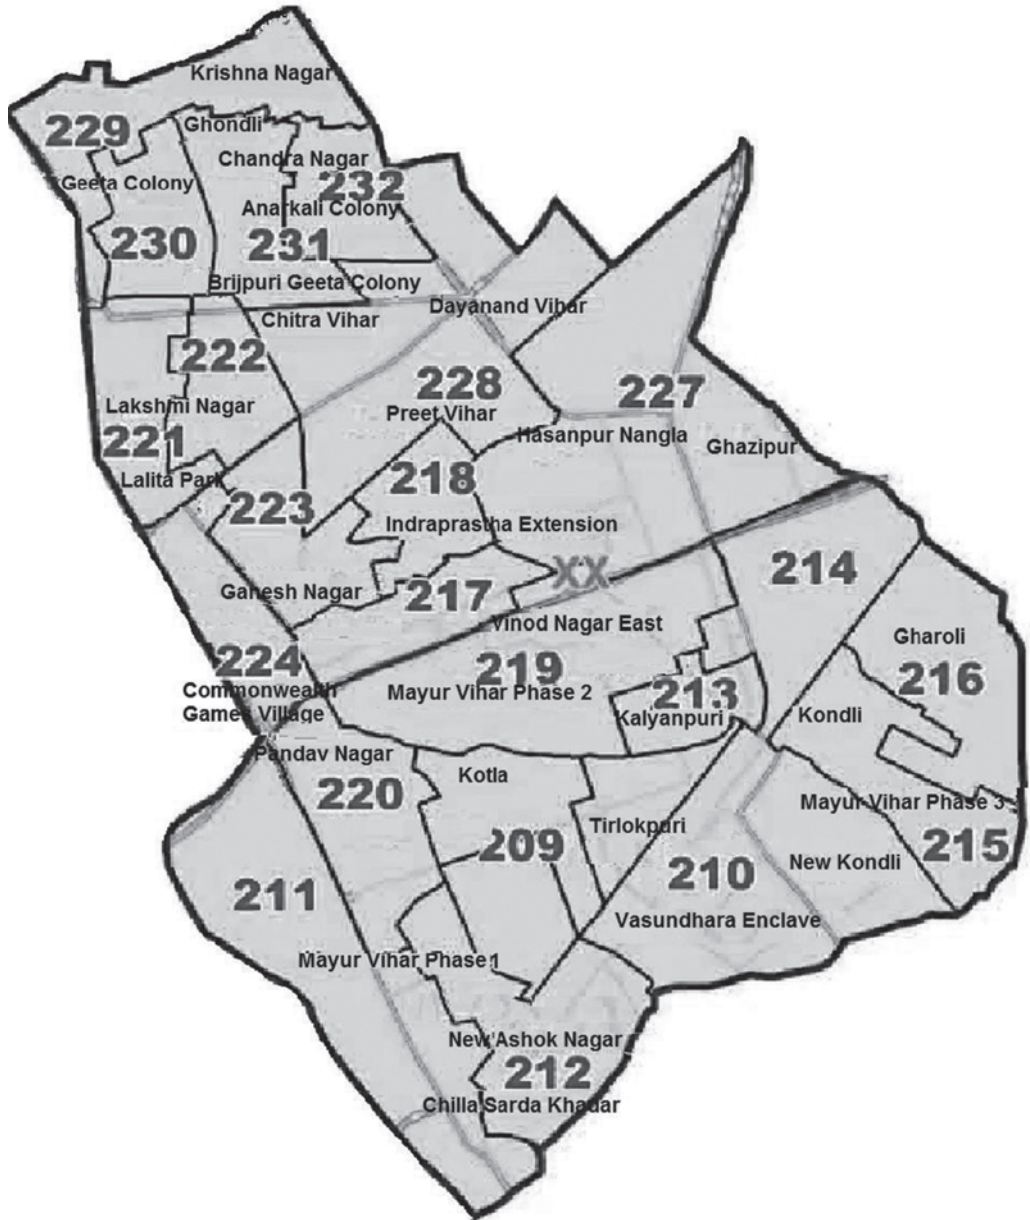 Krishna Nagar
229
Ghondli
Chandra Nagar
Geeta Colony
232
Anarkali Colony
230
231
Brijpuri Geeta Colony
Dayanand Vihar
Chitra Vihar
222
228
227
Lakshmi Nagar
Preet Vihar
221
Hasanpur Nangla
Ghazipur
Lalita Park
218
223
Indraprastha Extension
XX
214
Ganesh Nagar
217
Vinod Nagar East
Gharoli
224
219
216
Commonwealth
Games Village
Mayur Vihar Phase 2
213
Kalyanpuri
Kondli
Pandav Nagar
Kotla
220
Mayur Vihar Phase 3
Tirlokpuri
209
215
210
New Kondli
211
Vasundhara Enclave
Mayur Vihar Phase 1
New Ashok Nagar
212
Chilla Sarda Khadar